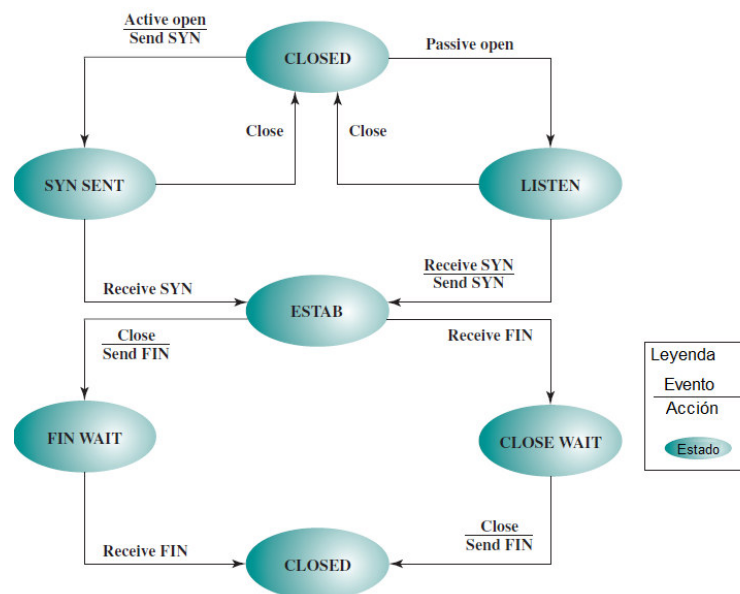 Active open
Send SYN
CLOSED
Passive open
Close
Close
SYN SENT
LISTEN
Receive SYN
Receive SYN
Send SYN
ESTAB
Close
Send FIN
Receive FIN
FIN WAIT
CLOSE WAIT
Receive FIN
Close
Send FIN
CLOSED
Leyenda
Evento
Acción
Estado